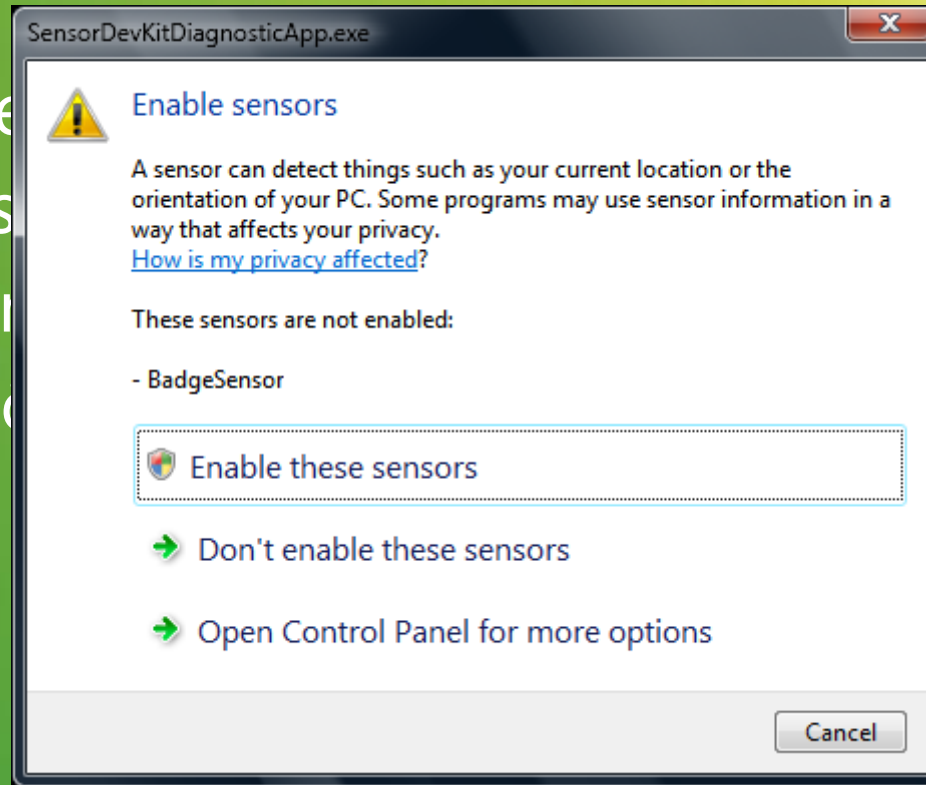 SensorDevKitDiagnosticApp.exe
Enable sensors
A sensor can detect things such as your current location or the
orientation of your PC. Some programs may use sensor information in a
way that affects your privacy.
How is my privacy affected?
These sensors are not enabled:
- BadgeSensor
Enable these sensors
Don't enable these sensors
Open Control Panel for more options
Cancel